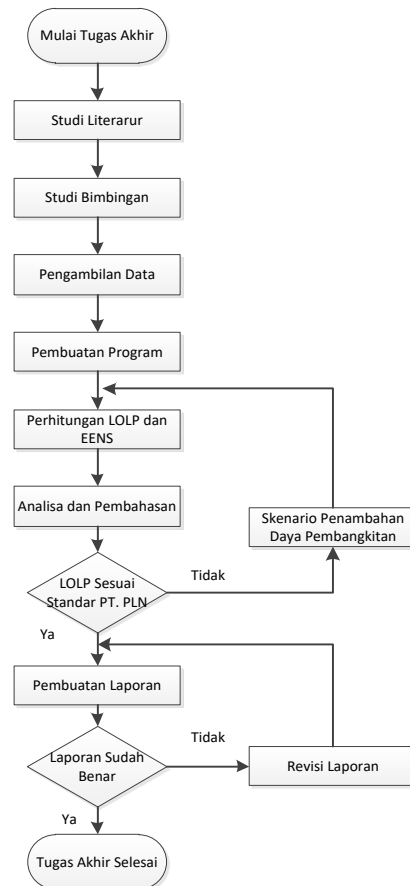 Mulai Tugas Akhir
Studi Literarur
Studi Bimbingan
Pengambilan Data
Pembuatan Program
Perhitungan LOLP dan
EENS
Analisa dan Pembahasan
Skenario Penambahan
Daya Pembangkitan
LOLP Sesuai
Standar PT. PLN
Tidak
Ya
Pembuatan Laporan
Laporan Sudah
Benar
Tidak
Revisi Laporan
Ya
Tugas Akhir Selesai